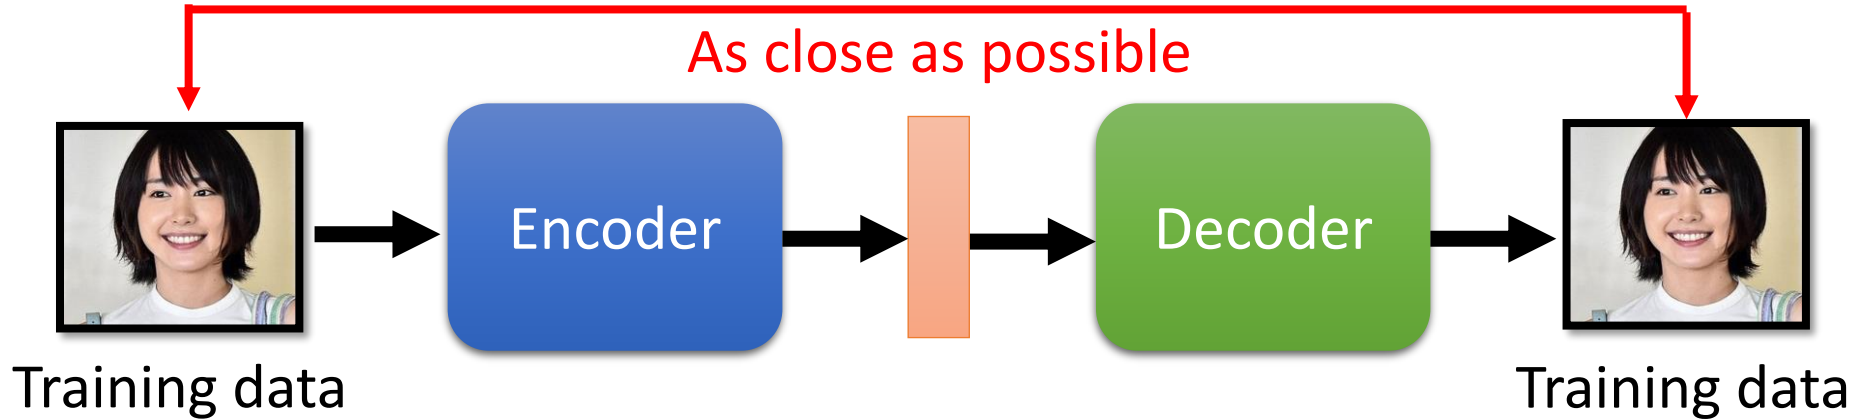 As close as possible
Encoder
Decoder
Training data
Training data